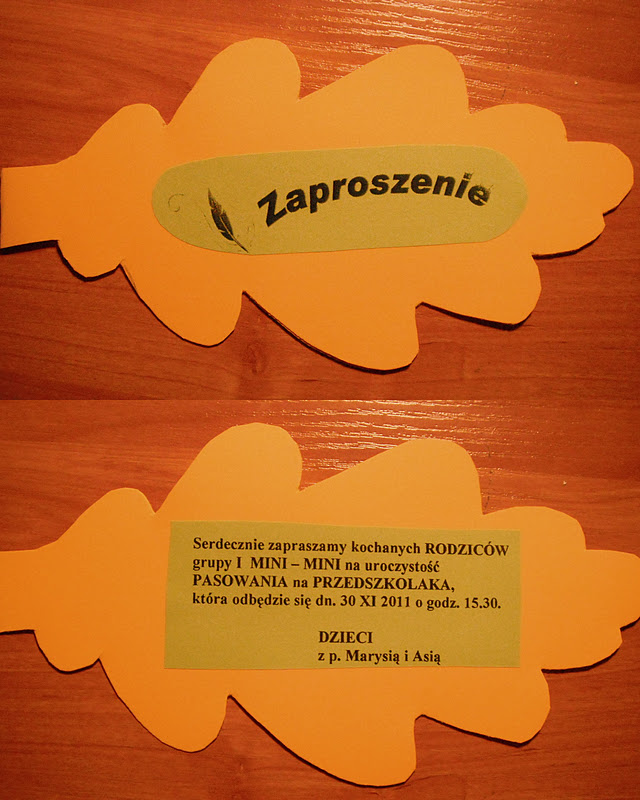 Zaproszenie
Serdecznie zapraszamy kochanych RODZICÓW
grupy I MINI – MINI na uroczystość
PASOWANIA na PRZEDSZKOLAKA,
która odbędzie się dn. 30 XI 2011 o godz. 15.30.
DZIECI
z p. Marysią i Asią